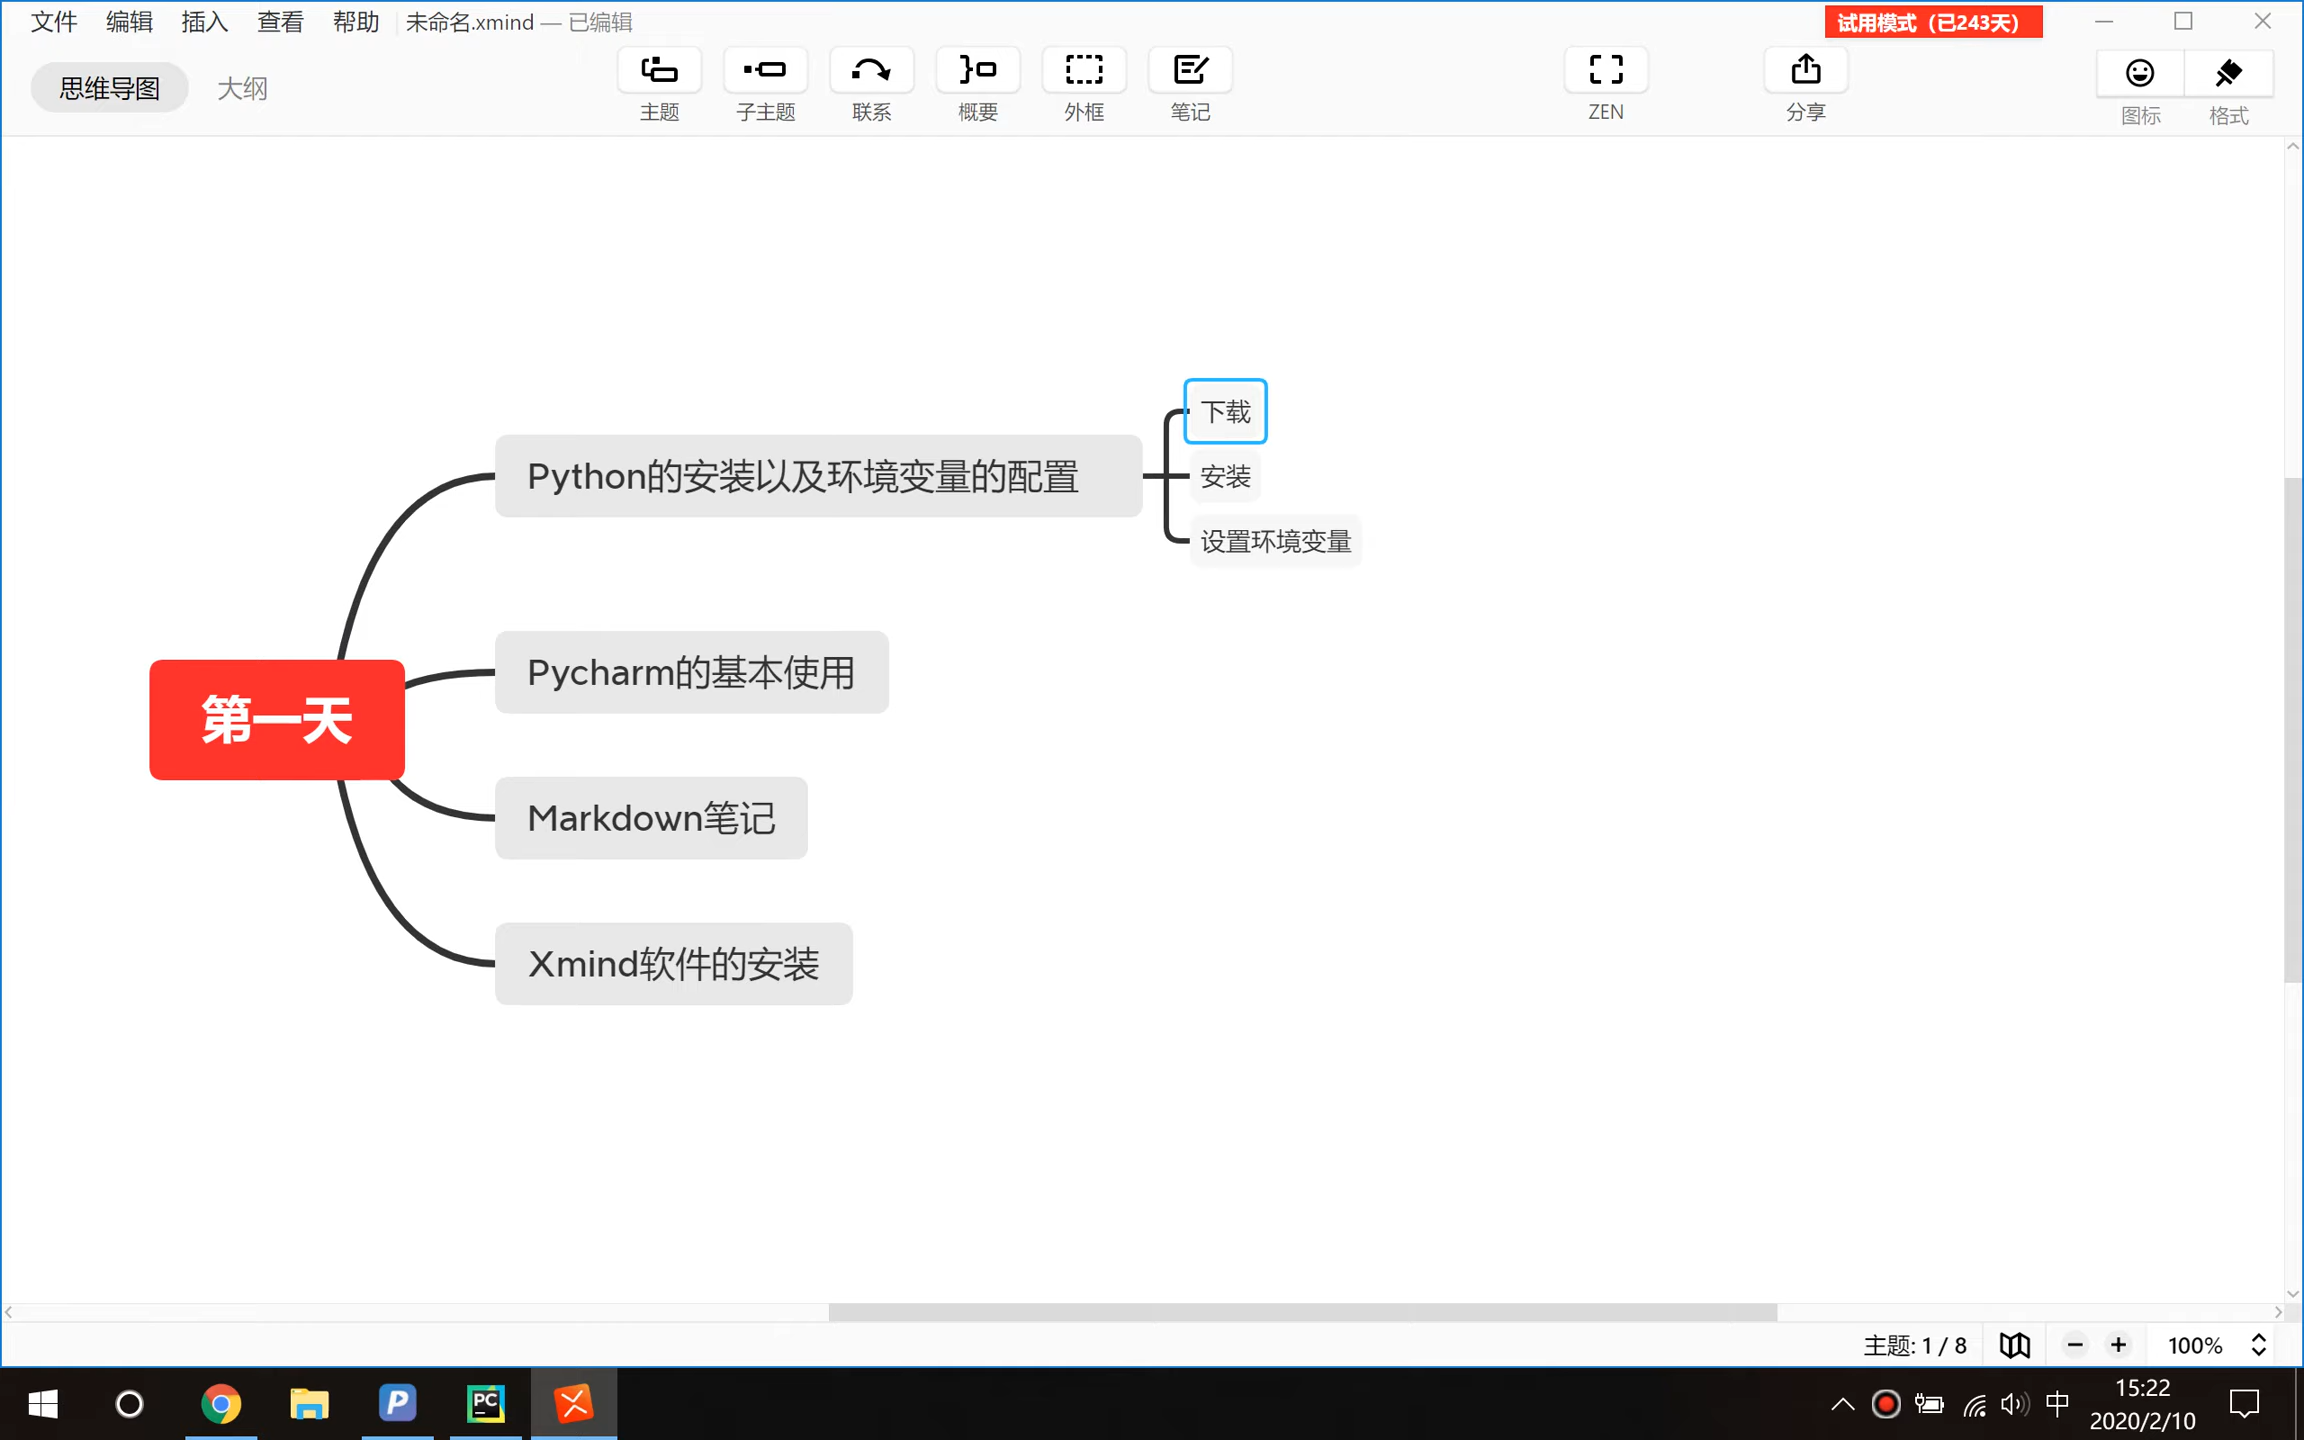 文件 编辑 插入 查看 帮助 未命名.xmind — 已编辑 试用模式（已243天）
思维导图 大纲
主题 子主题 联系 概要 外框 笔记 ZEN 分享 图标 格式
下载
Python的安装以及环境变量的配置
安装
设置环境变量
Pycharm的基本使用
第一天
Markdown笔记
Xmind软件的安装
主题: 1 / 8 100%
PC
中
15:22
2020/2/10